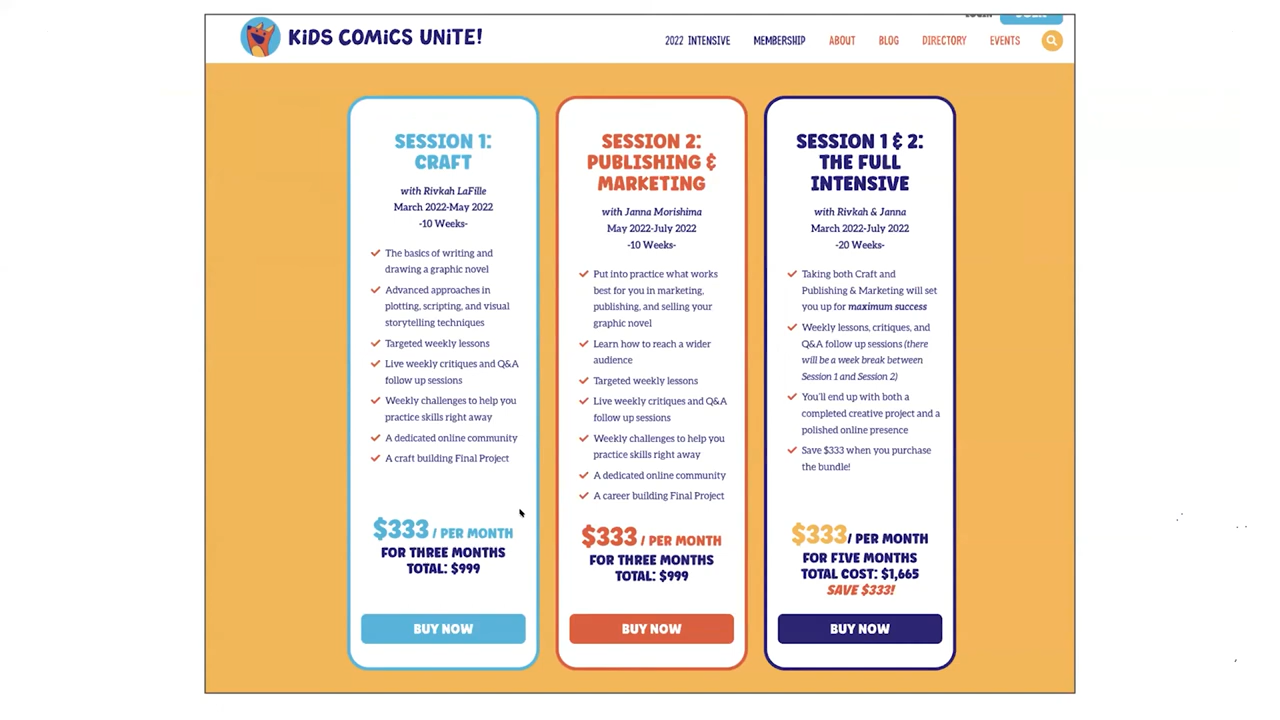 KiDS COMiCS UNiTE!
LOGIN
2022 INTENSIVE MEMBERSHIP ABOUT BLOG DIRECTORY EVENTS
SESSION 1:
CRAFT
with Rivkah LaFille
March 2022-May 2022
-10 Weeks-
The basics of writing and
drawing a graphic novel
Advanced approaches in
plotting, scripting, and visual
storytelling techniques
Targeted weekly lessons
Live weekly critiques and Q&A
follow up sessions
Weekly challenges to help you
practice skills right away
A dedicated online community
A craft building Final Project
$333 / PER MONTH
FOR THREE MONTHS
TOTAL: $999
BUY NOW
SESSION 2:
PUBLISHING &
MARKETING
with Janna Morishima
May 2022-July 2022
-10 Weeks-
Put into practice what works
best for you in marketing,
publishing, and selling your
graphic novel
Learn how to reach a wider
audience
Targeted weekly lessons
Live weekly critiques and Q&A
follow up sessions
Weekly challenges to help you
practice skills right away
A dedicated online community
A career building Final Project
$333 / PER MONTH
FOR THREE MONTHS
TOTAL: $999
BUY NOW
SESSION 1 & 2:
THE FULL
INTENSIVE
with Rivkah & Janna
March 2022-July 2022
-20 Weeks-
Taking both Craft and
Publishing & Marketing will set
you up for maximum success
Weekly lessons, critiques, and
Q&A follow up sessions (there
will be a week break between
Session 1 and Session 2)
You'll end up with both a
completed creative project and a
polished online presence
Save $333 when you purchase
the bundle!
$333/ PER MONTH
FOR FIVE MONTHS
TOTAL COST: $1,665
SAVE $333!
BUY NOW